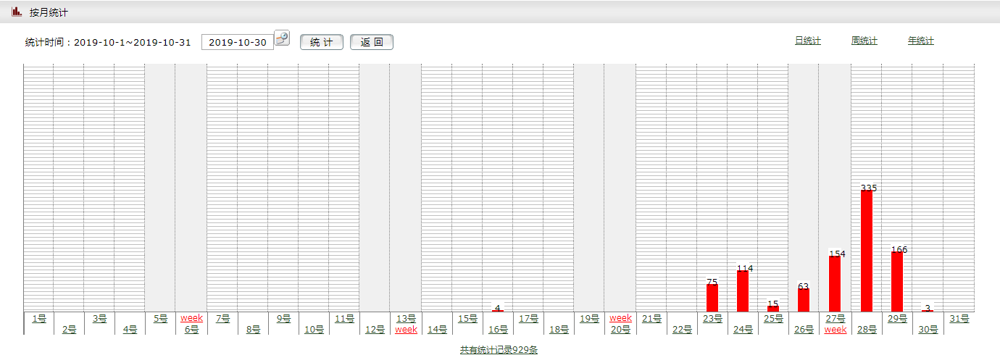 按月统计
统计时间：2019-10-1~2019-10-31 2019-10-30 统 计 返 回 日统计 周统计 年统计
335
166
154
114
75
63
15
4 3
1号 3号 5号 week 7号 9号 11号 13号 15号 17号 19号 week 21号 23号 25号 27号 29号 31号
2号 4号 6号 8号 10号 12号 week 14号 16号 18号 20号 22号 24号 26号 week 28号 30号
共有统计记录929条